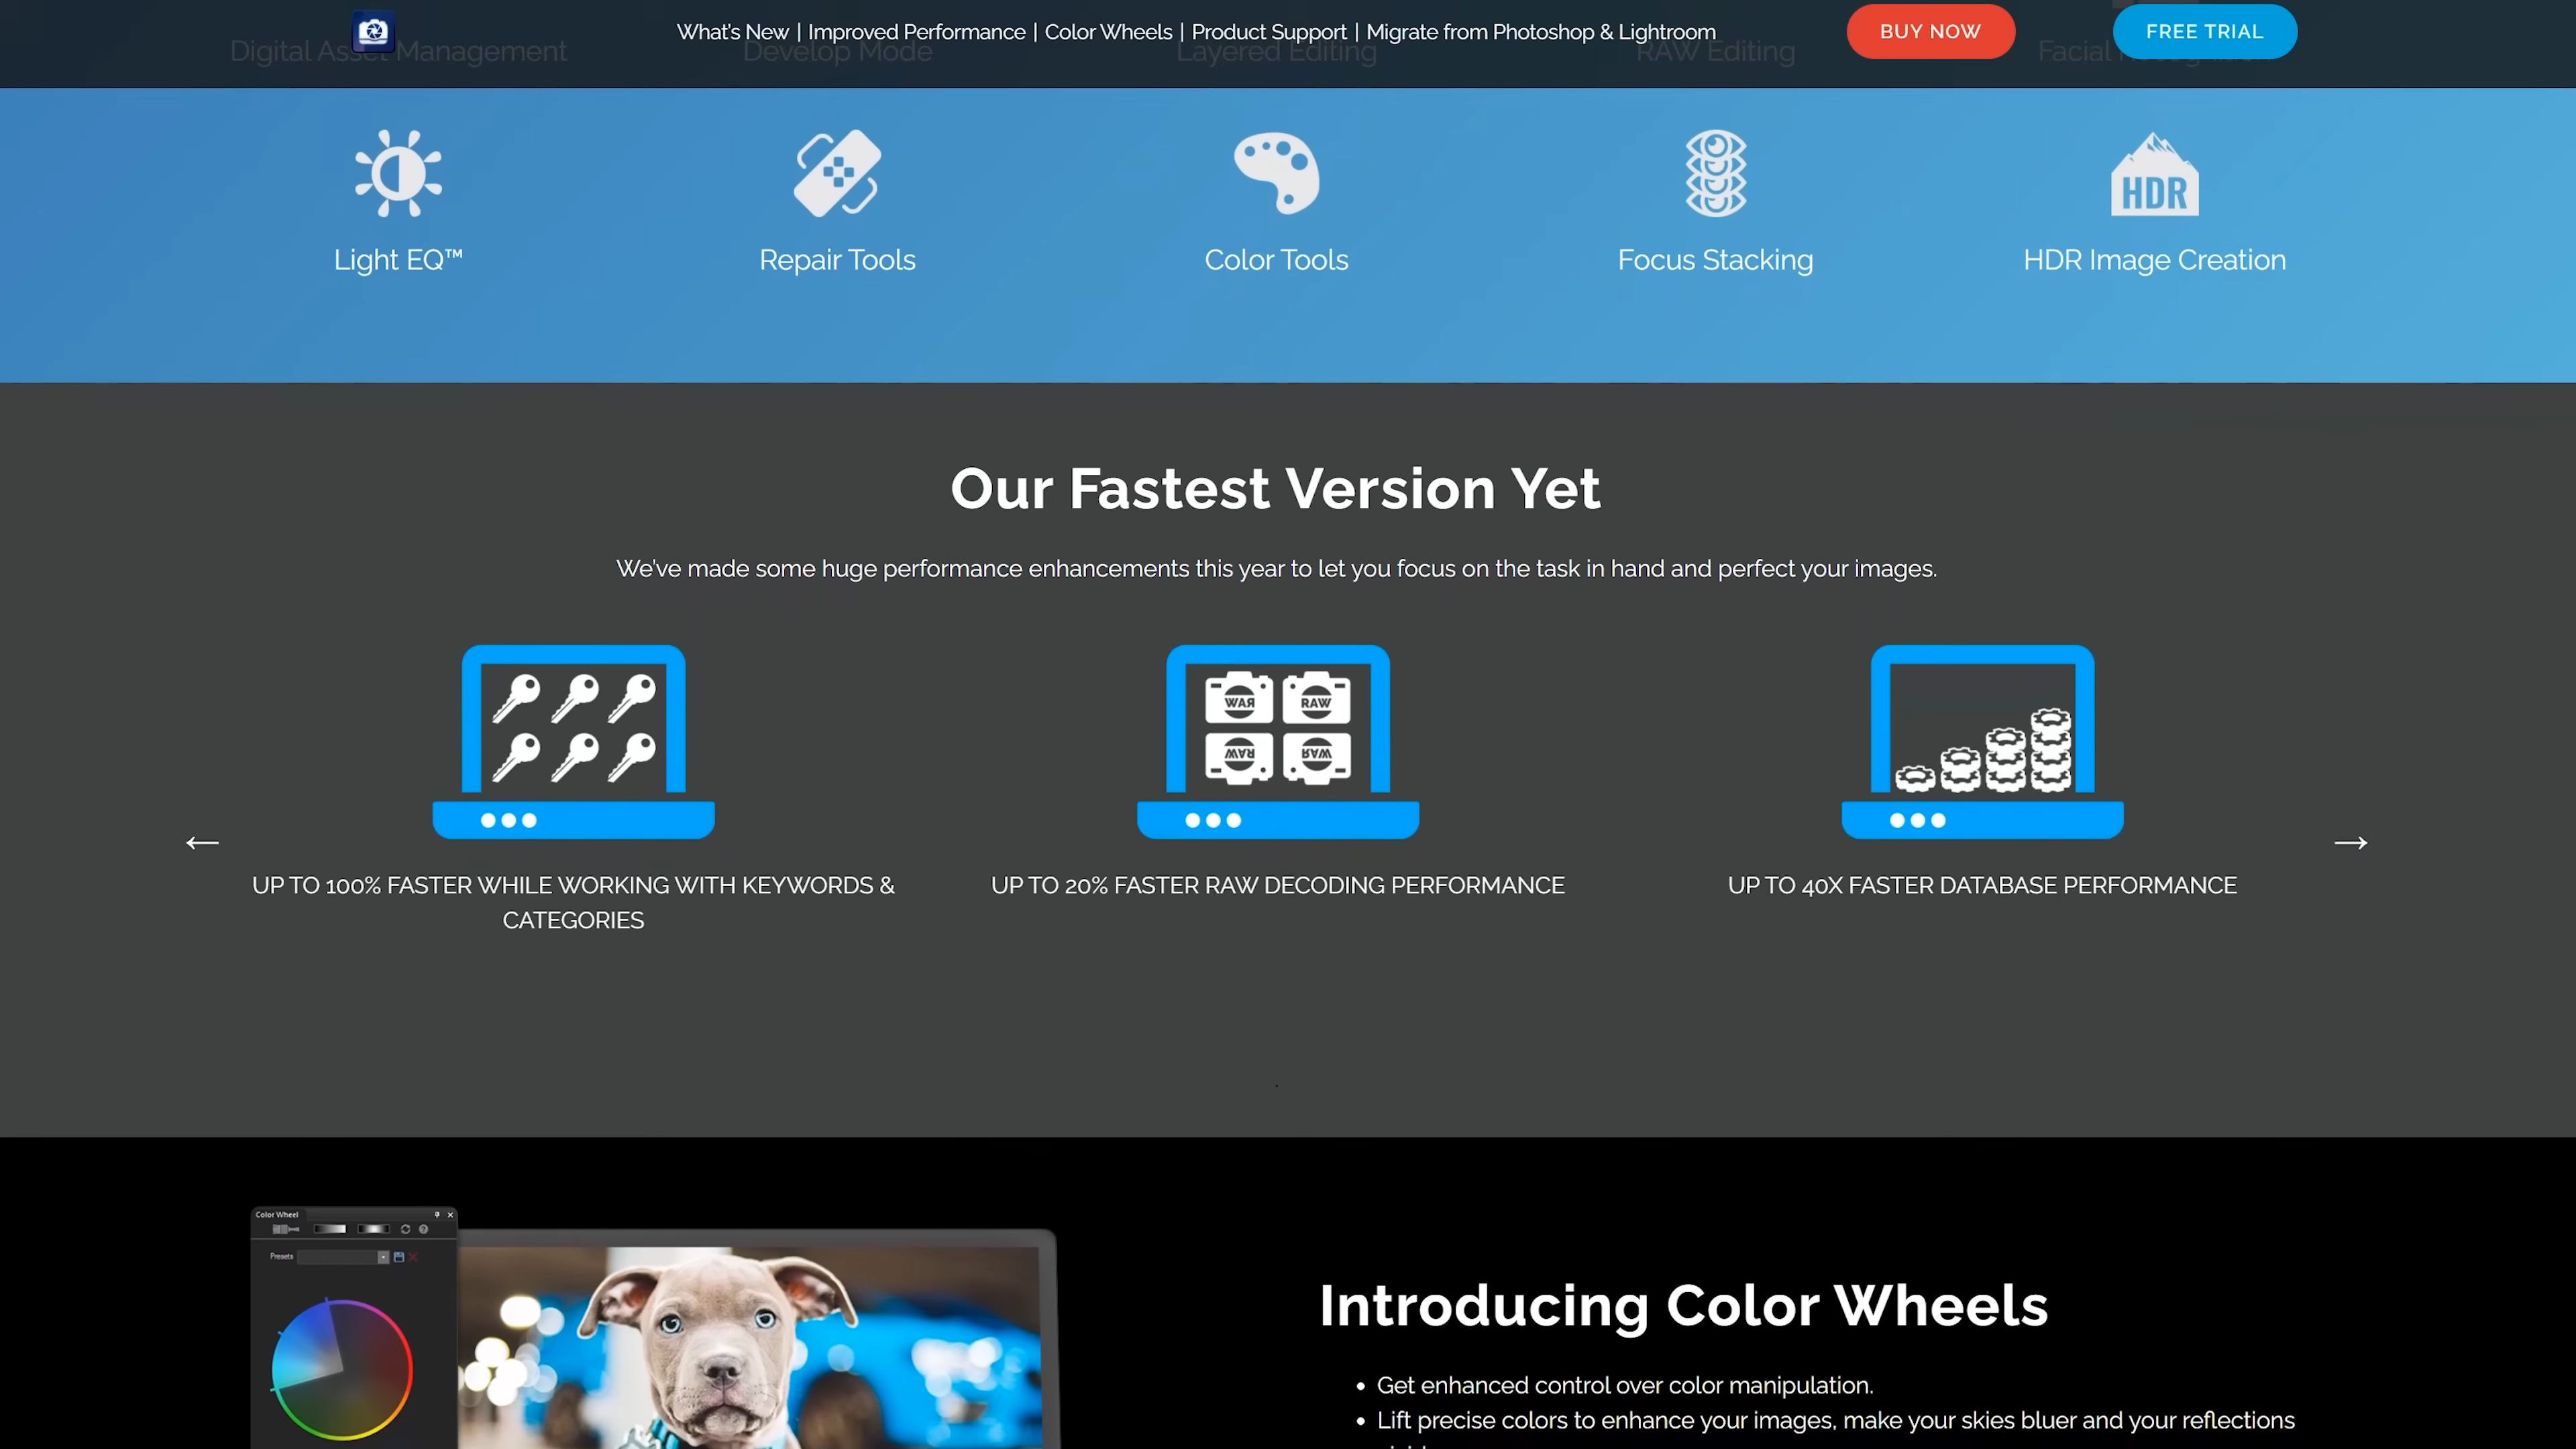 What's New | Improved Performance | Color Wheels | Product Support | Migrate from Photoshop & Lightroom
BUY NOW
FREE TRIAL
Digital Asset Management
Develop Mode
Layered Editing
RAW Editing
Facial
Light EQ™
Repair Tools
Color Tools
Focus Stacking
HDR
HDR Image Creation
Our Fastest Version Yet
We've made some huge performance enhancements this year to let you focus on the task in hand and perfect your images.
RAW RAW
RAW RAW
UP TO 100% FASTER WHILE WORKING WITH KEYWORDS &
CATEGORIES
UP TO 20% FASTER RAW DECODING PERFORMANCE
UP TO 40X FASTER DATABASE PERFORMANCE
Color Wheel
Presets
Introducing Color Wheels
• Get enhanced control over color manipulation.
• Lift precise colors to enhance your images, make your skies bluer and your reflections